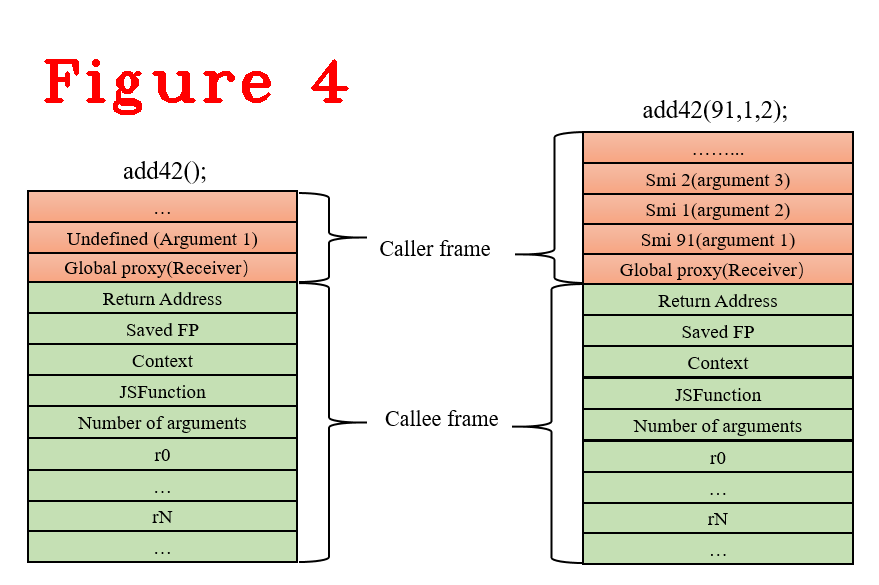 Figure 4
add42();
…
Undefined (Argument 1)
Global proxy(Receiver）
Return Address
Saved FP
Context
JSFunction
Number of arguments
r0
…
rN
…
Caller frame
Callee frame
add42(91,1,2);
……...
Smi 2(argument 3)
Smi 1(argument 2)
Smi 91(argument 1)
Global proxy(Receiver）
Return Address
Saved FP
Context
JSFunction
Number of arguments
r0
…
rN
…